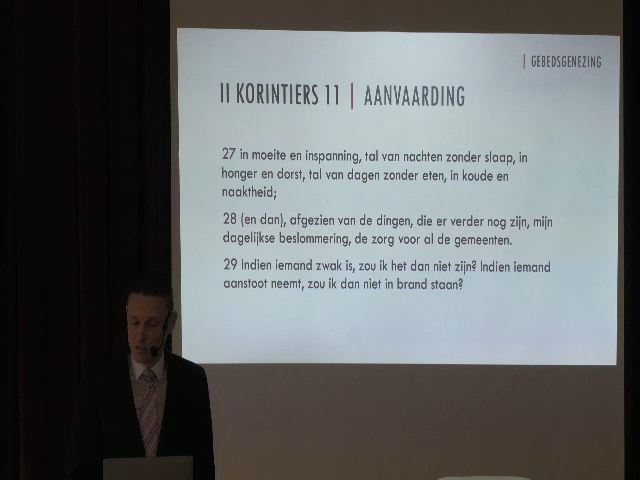 | GEBEDSGENEZING
II KORINTIERS 11 | AANVAARDING
27 in moeite en inspanning, tal van nachten zonder slaap, in
honger en dorst, tal van dagen zonder eten, in koude en
naaktheid;
28 (en dan), afgezien van de dingen, die er verder nog zijn, mijn
dagelijkse beslommering, de zorg voor al de gemeenten.
29 Indien iemand zwak is, zou ik het dan niet zijn? Indien iemand
aanstoot neemt, zou ik dan niet in brand staan?